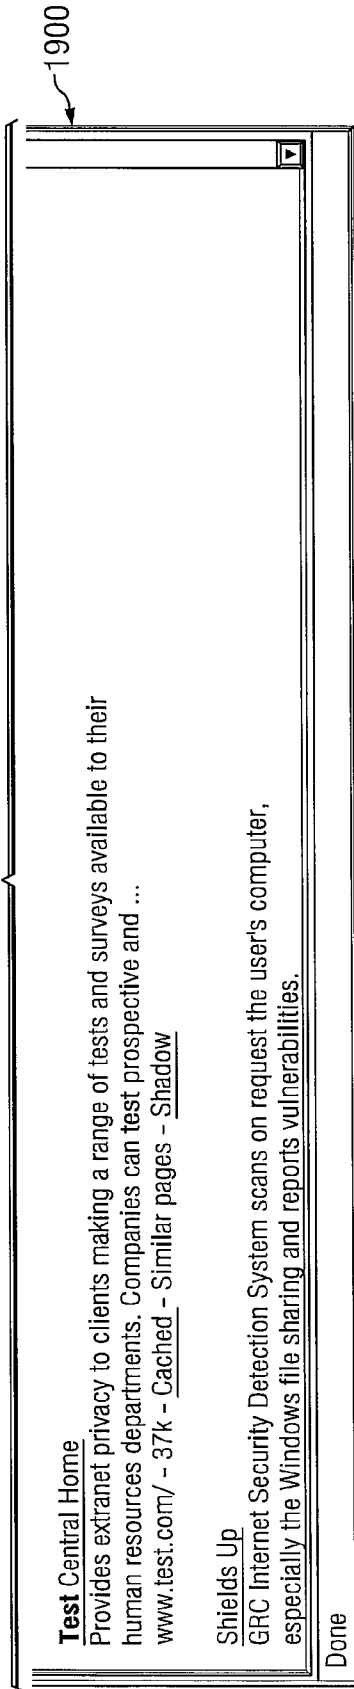 1900
Test Central Home
Provides extranet privacy to clients making a range of tests and surveys available to their
human resources departments. Companies can test prospective and ...
www.test.com/ - 37k - Cached - Similar pages - Shadow
Shields Up
GRC Internet Security Detection System scans on request the user's computer,
especially the Windows file sharing and reports vulnerabilities.
Done